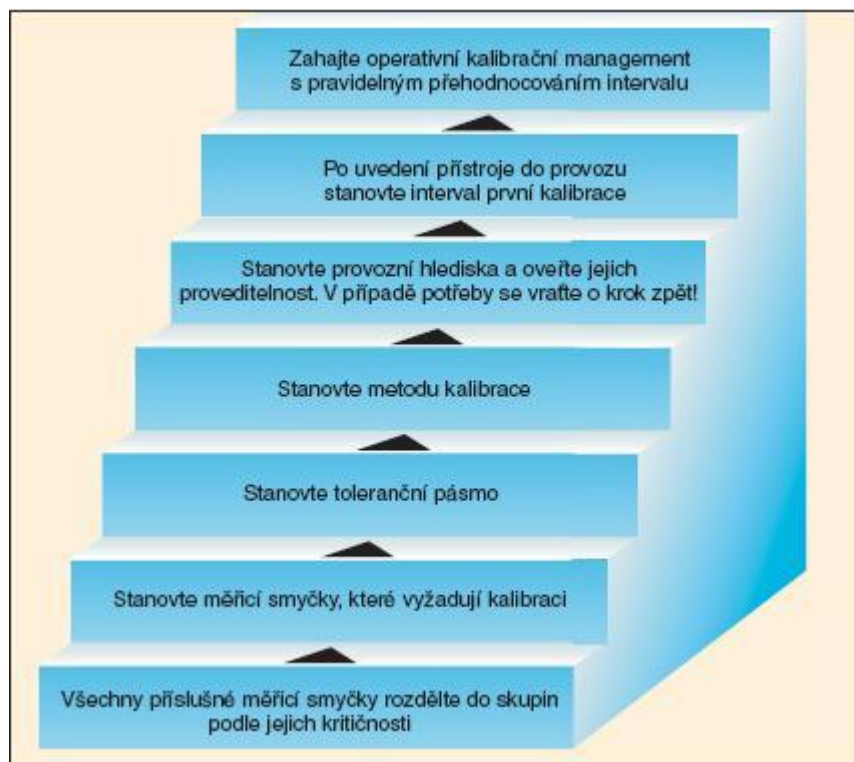 Zahajte operativní kalibrační management
s pravidelným přehodnocováním intervalu
Po uvedení přístroje do provozu
stanovte interval první kalibrace
Stanovte provozní hlediska a oveřte jejich
proveditelnost. V případě potřeby se vraťte o krok zpět!
Stanovte metodu kalibrace
Stanovte toleranční pásmo
Stanovte měřicí smyčky, které vyžadují kalibraci
Všechny příslušné měřicí smyčky rozdělte do skupin
podle jejich kritičnosti